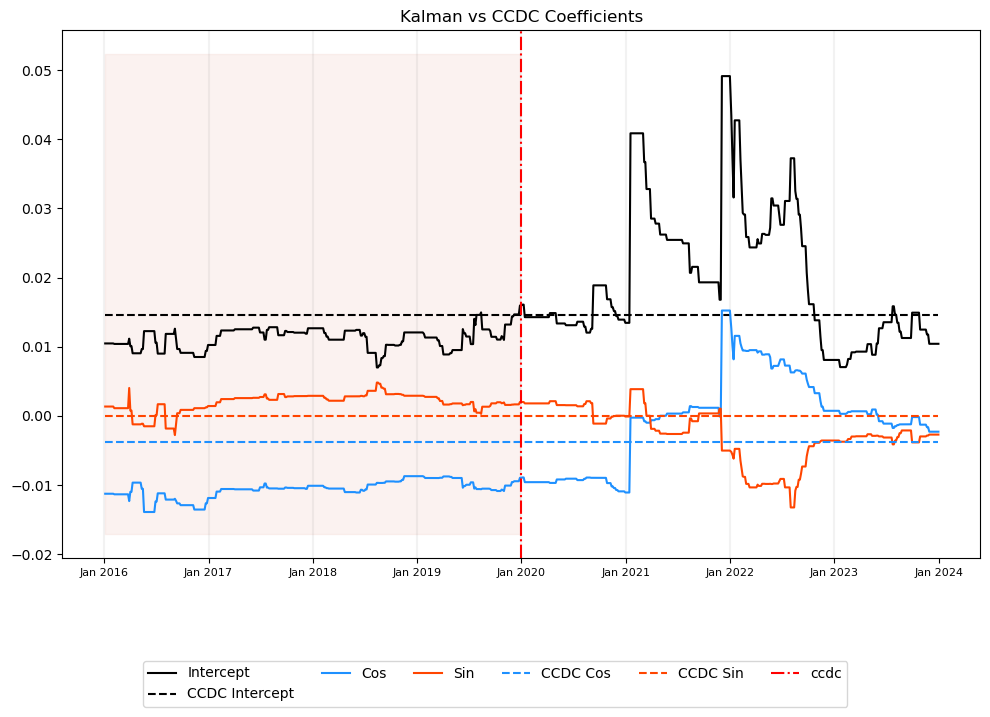 Kalman vs CCDC Coefficients
0.05
0.04
0.03
0.02
0.01
0.00
−0.01
−0.02
Jan 2016 Jan 2017 Jan 2018 Jan 2019 Jan 2020 Jan 2021 Jan 2022 Jan 2023 Jan 2024
Intercept Cos Sin CCDC Cos CCDC Sin ccdc
CCDC Intercept